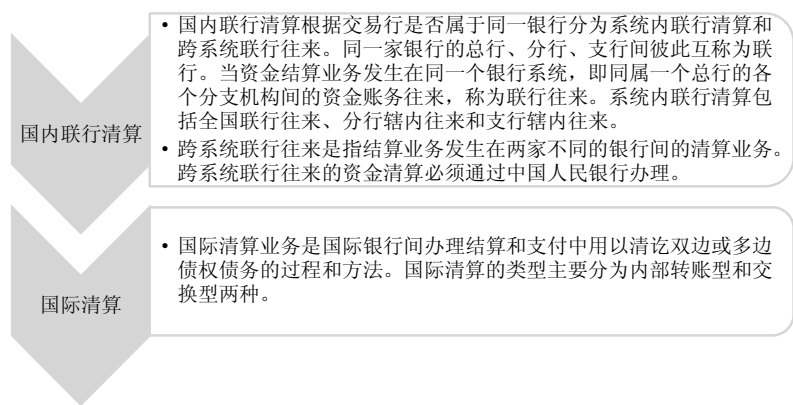 国内联行清算
• 国内联行清算根据交易行是否属于同一银行分为系统内联行清算和
跨系统联行往来。同一家银行的总行、分行、支行间彼此互称为联
行。当资金结算业务发生在同一个银行系统，即同属一个总行的各
个分支机构间的资金账务往来，称为联行往来。系统内联行清算包
括全国联行往来、分行辖内往来和支行辖内往来。
• 跨系统联行往来是指结算业务发生在两家不同的银行间的清算业务。
跨系统联行往来的资金清算必须通过中国人民银行办理。
国际清算
• 国际清算业务是国际银行间办理结算和支付中用以清讫双边或多边
债权债务的过程和方法。国际清算的类型主要分为内部转账型和交
换型两种。